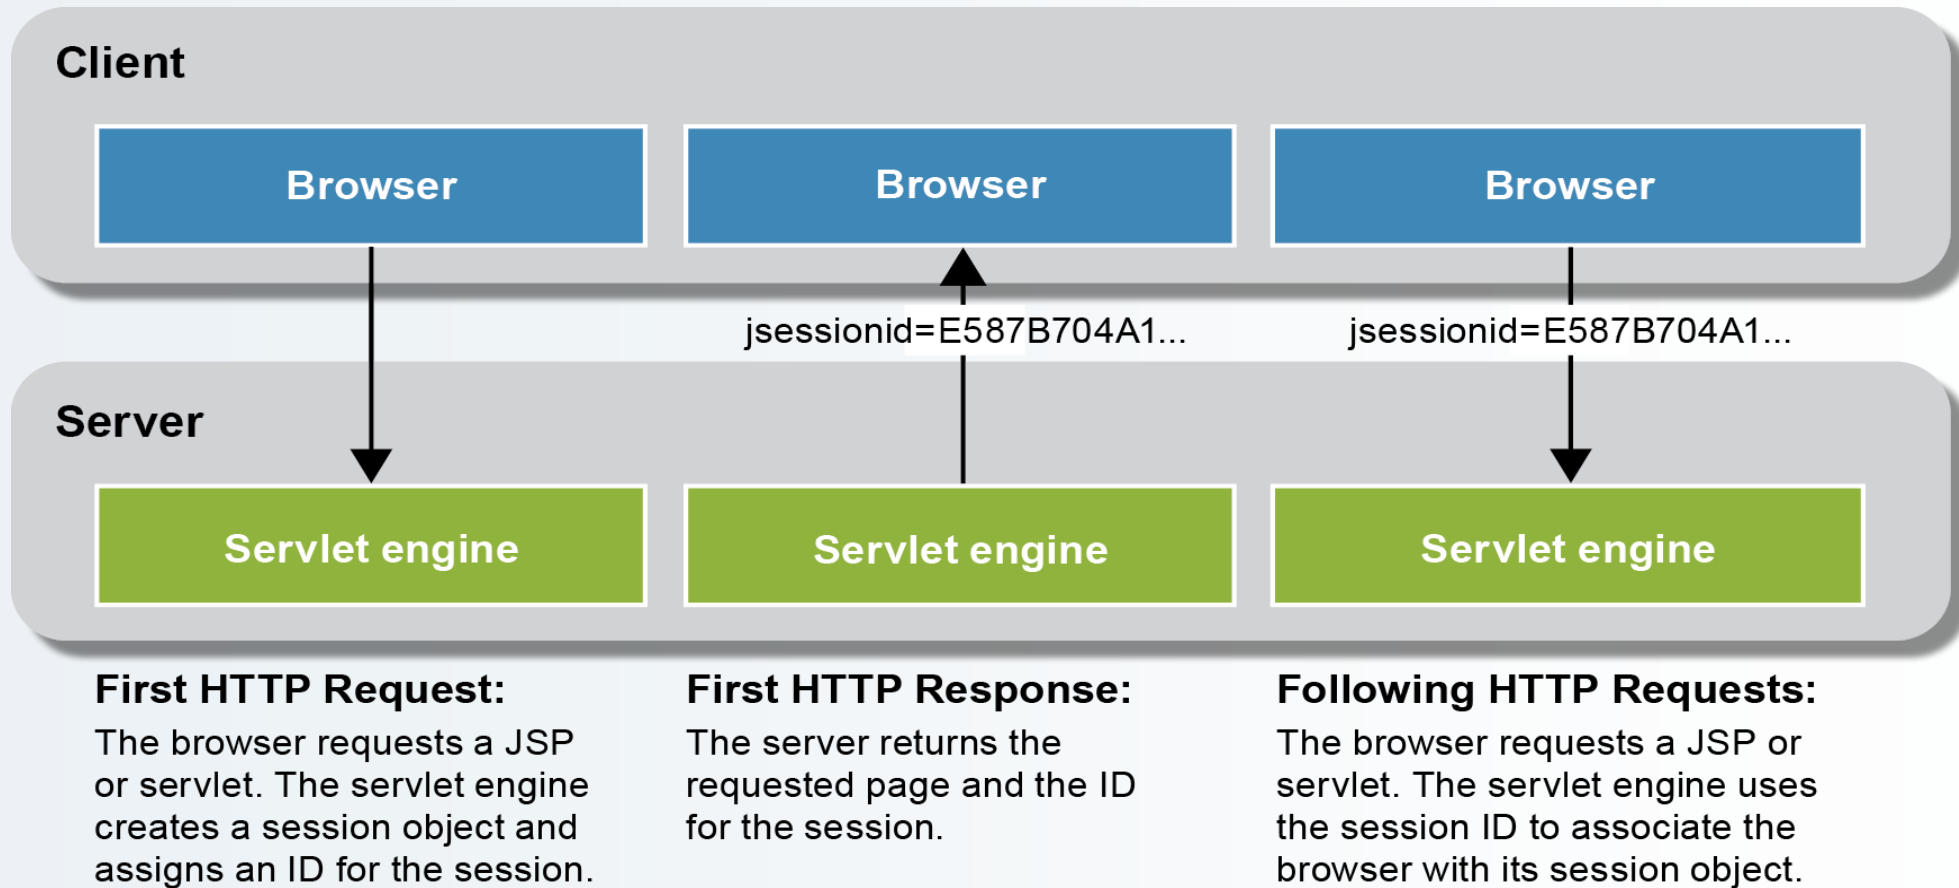 Client
Browser
Browser
Browser
jsessionid=E587B704A1...
jsessionid=E587B704A1...
Server
Servlet engine
Servlet engine
Servlet engine
First HTTP Request:
The browser requests a JSP
or servlet. The servlet engine
creates a session object and
assigns an ID for the session.
First HTTP Response:
The server returns the
requested page and the ID
for the session.
Following HTTP Requests:
The browser requests a JSP or
servlet. The servlet engine uses
the session ID to associate the
browser with its session object.